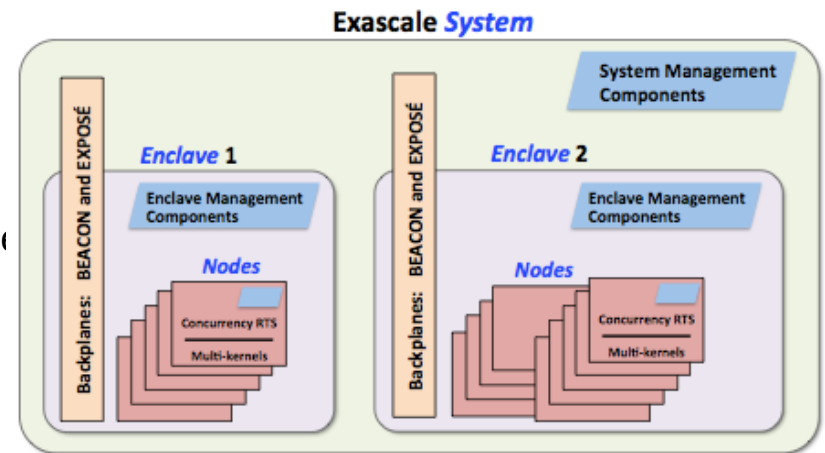 Exascale System
System Management
Components
Backplanes: BEACON and EXPOSÉ
Enclave 1
Enclave Management
Components
Nodes
Concurrency RTS
Multi-kernels
Backplanes: BEACON and EXPOSÉ
Enclave 2
Enclave Management
Components
Nodes
Concurrency RTS
Multi-kernels